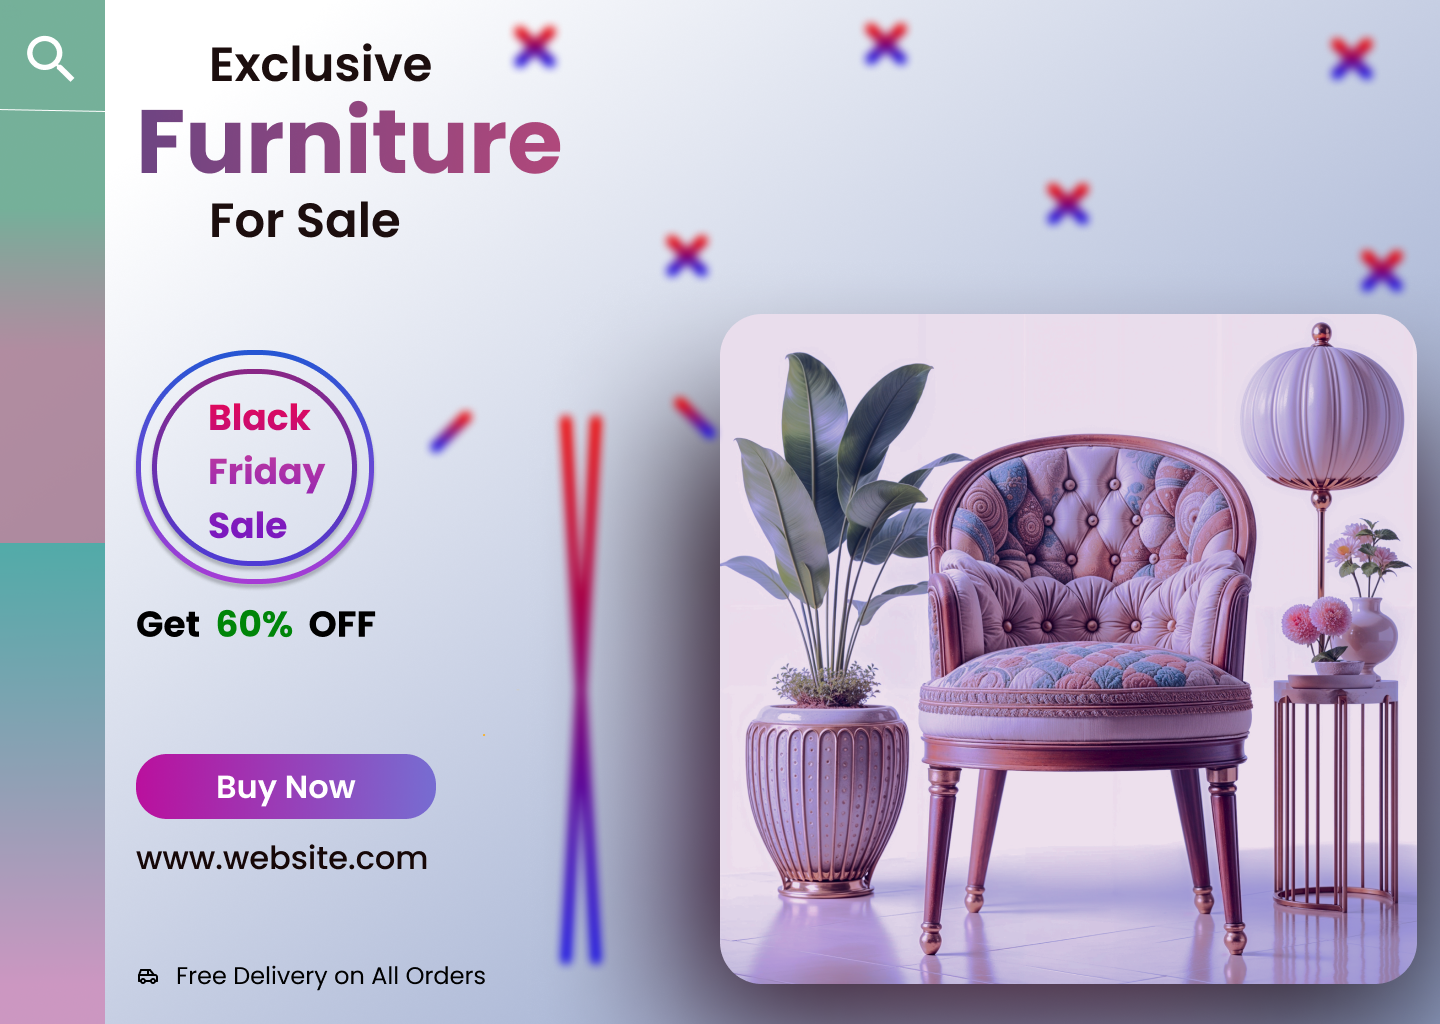 Exclusive
Furniture
For Sale
Black
Friday
Sale
Get 60% OFF
Buy Now
www.website.com
Free Delivery on All Orders